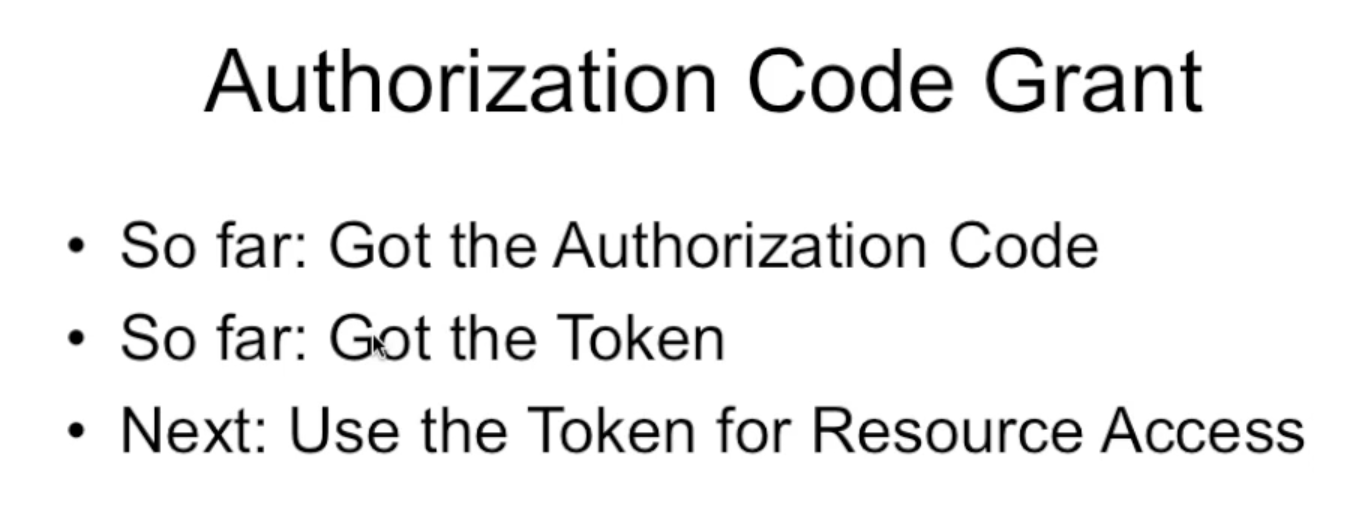 Authorization Code Grant
• So far: Got the Authorization Code
• So far: Got the Token
• Next: Use the Token for Resource Access